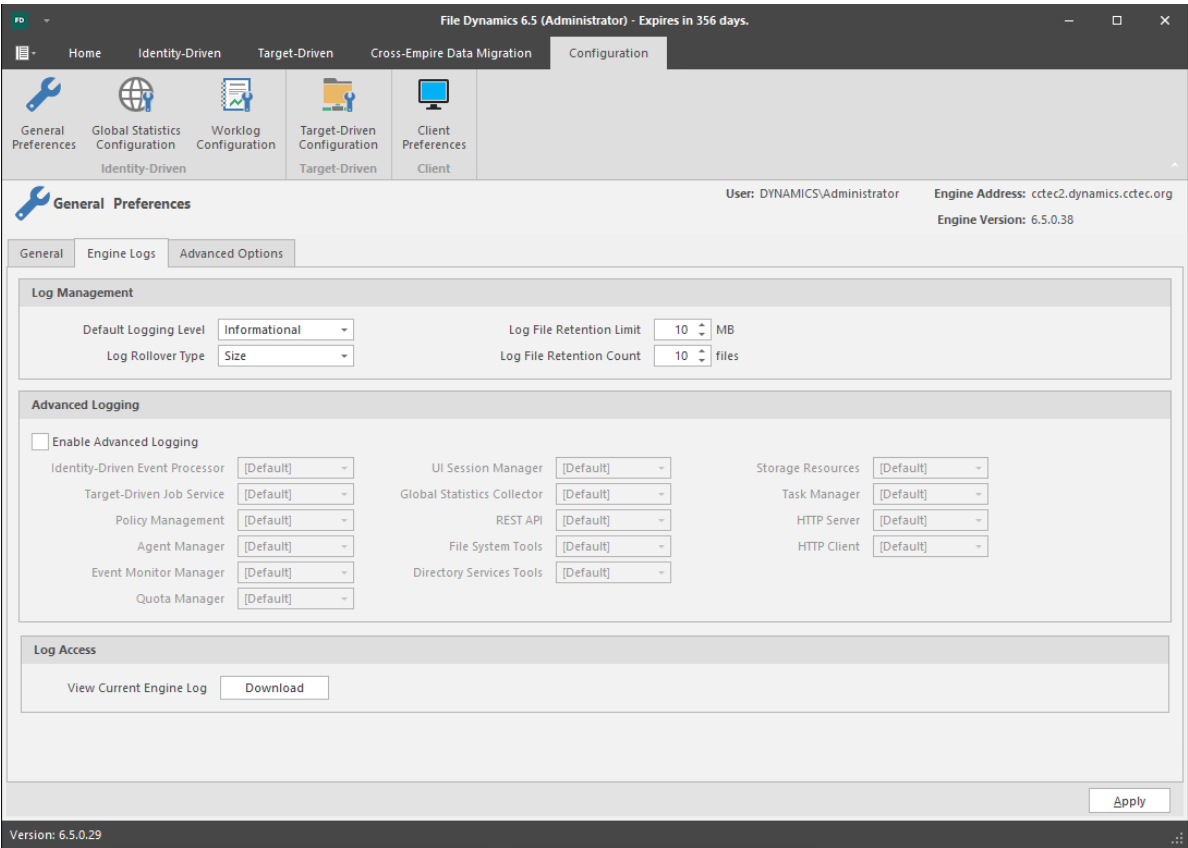 FD
File Dynamics 6.5 (Administrator) - Expires in 356 days.
Home Identity-Driven Target-Driven Cross-Empire Data Migration Configuration
General Preferences
Global Statistics Configuration
Worklog Configuration
Target-Driven Configuration
Client Preferences
Identity-Driven Target-Driven Client
General Preferences
User: DYNAMICS\Administrator Engine Address: cctec2.dynamics.cctec.org
Engine Version: 6.5.0.38
General Engine Logs Advanced Options
Log Management
Default Logging Level Informational Log File Retention Limit 10 MB
Log Rollover Type Size Log File Retention Count 10 files
Advanced Logging
Enable Advanced Logging
Identity-Driven Event Processor [Default] UI Session Manager [Default] Storage Resources [Default]
Target-Driven Job Service [Default] Global Statistics Collector [Default] Task Manager [Default]
Policy Management [Default] REST API [Default] HTTP Server [Default]
Agent Manager [Default] File System Tools [Default] HTTP Client [Default]
Event Monitor Manager [Default] Directory Services Tools [Default]
Quota Manager [Default]
Log Access
View Current Engine Log Download
Apply
Version: 6.5.0.29